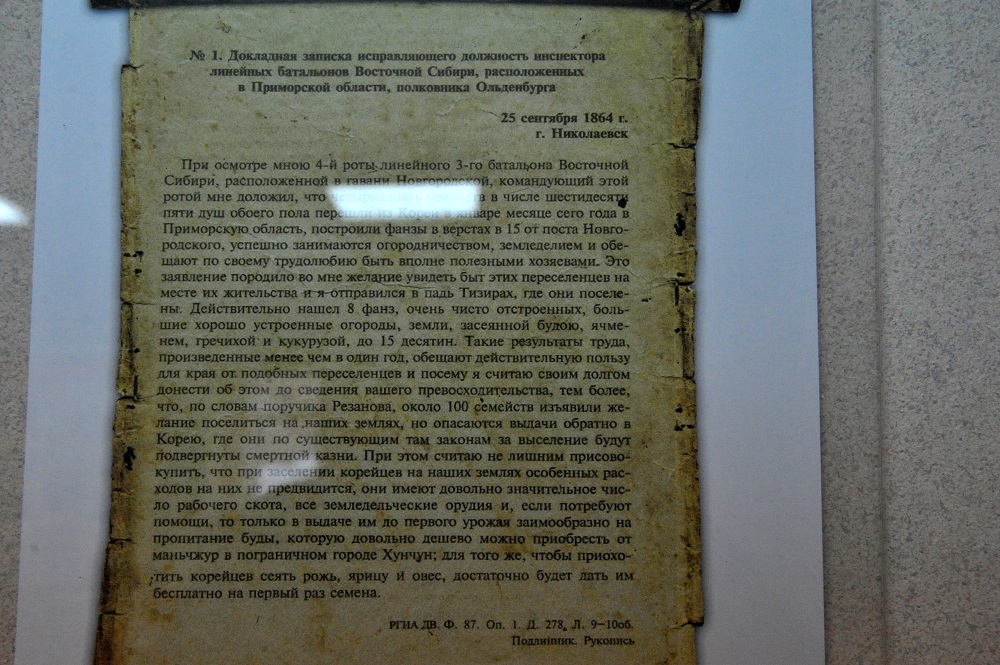 № 1. Докладная записка исправляющего должность инспектора
линейных батальонов Восточной Сибири, расположенных
в Приморской области, полковника Ольденбурга
25 сентября 1864 г.
г. Николаевск
При осмотре мною 4-й роты линейного 3-го батальона Восточной
Сибири, расположенной в гавани Новгородской, командующий этой
ротой мне доложил, что в числе шестидесяти
пяти душ обоего пола перешли из Кореи в январе месяце сего года в
Приморскую область, построили фанзы в верстах в 15 от поста Новго-
родского, успешно занимаются огородничеством, земледелием и обе-
щают по своему трудолюбию быть вполне полезными хозяевами. Это
заявление породило во мне желание увидеть быт этих переселенцев на
месте их жительства и я отправился в падь Тизирах, где они поселе-
ны. Действительно нашел 8 фанз, очень чисто отстроенных, боль-
шие хорошо устроенные огороды, земли, засеянной будою, ячме-
нем, гречихой и кукурузой, до 15 десятин. Такие результаты труда,
произведенные менее чем в один год, обещают действительную пользу
для края от подобных переселенцев и посему я считаю своим долгом
донести об этом до сведения вашего превосходительства, тем более,
что, по словам поручика Резанова, около 100 семейств изъявили же-
лание поселиться на наших землях, но опасаются выдачи обратно в
Корею, где они по существующим там законам за выселение будут
подвергнуты смертной казни. При этом считаю не лишним присово-
купить, что при заселении корейцев на наших землях особенных рас-
ходов на них не предвидится, они имеют довольно значительное чис-
ло рабочего скота, все земледельческие орудия и, если потребуют
помощи, то только в выдаче им до первого урожая заимообразно на
пропитание буды, которую довольно дешево можно приобресть от
маньчжур в пограничном городе Хунчун; для того же, чтобы приохо-
тить корейцев сеять рожь, ярицу и овес, достаточно будет дать им
бесплатно на первый раз семена.
РГИА ДВ. Ф. 87. Оп. 1. Д. 278, Л. 9—10об.
Подлинник. Рукопись